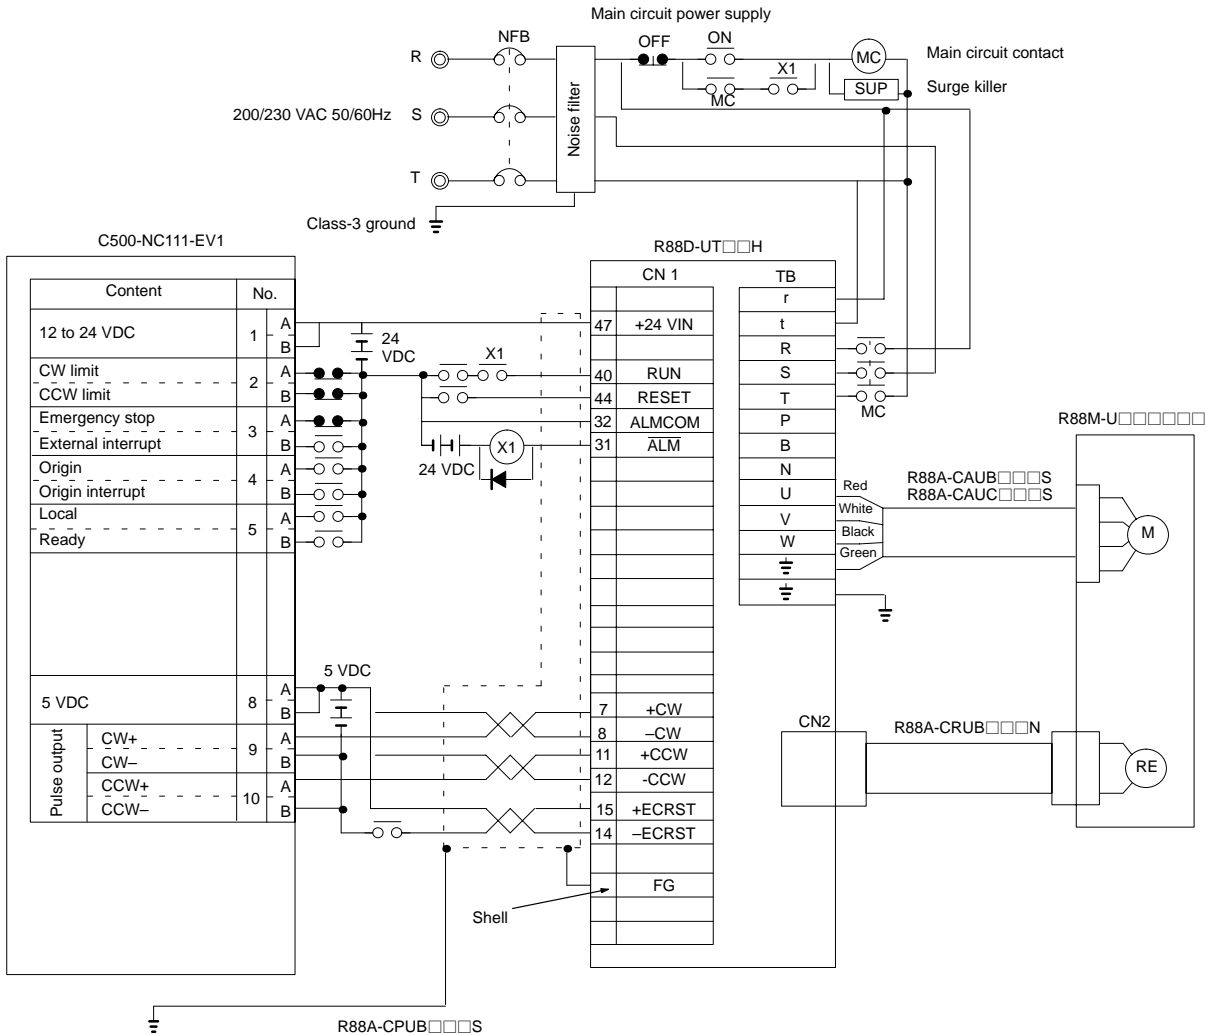 Main circuit power supply
NFB
OFF
ON
R
MC
Main circuit contact
MC
X1
SUP
Surge killer
200/230 VAC 50/60Hz
S
Noise filter
T
Class-3 ground
C500-NC111-EV1
R88D-UT□□H
Content
No.
CN 1
TB
r
12 to 24 VDC
1
A
B
24
VDC
47
+24 VIN
t
R
CW limit
2
A
X1
40
RUN
S
CCW limit
B
44
RESET
T
MC
Emergency stop
3
A
32
ALMCOM
P
R88M-U□□□□□□
External interrupt
B
24 VDC
X1
31
ALM
B
Origin
4
A
N
Origin interrupt
B
U
Red
R88A-CAUB□□□S
R88A-CAUC□□□S
Local
5
A
V
White
Ready
B
W
Black
Green
M
5 VDC
5 VDC
8
A
B
7
+CW
CN2
R88A-CRUB□□□N
Pulse output
CW+
9
A
8
–CW
CW–
B
11
+CCW
RE
CCW+
10
A
12
-CCW
CCW–
B
15
+ECRST
14
–ECRST
FG
Shell
R88A-CPUB□□□S